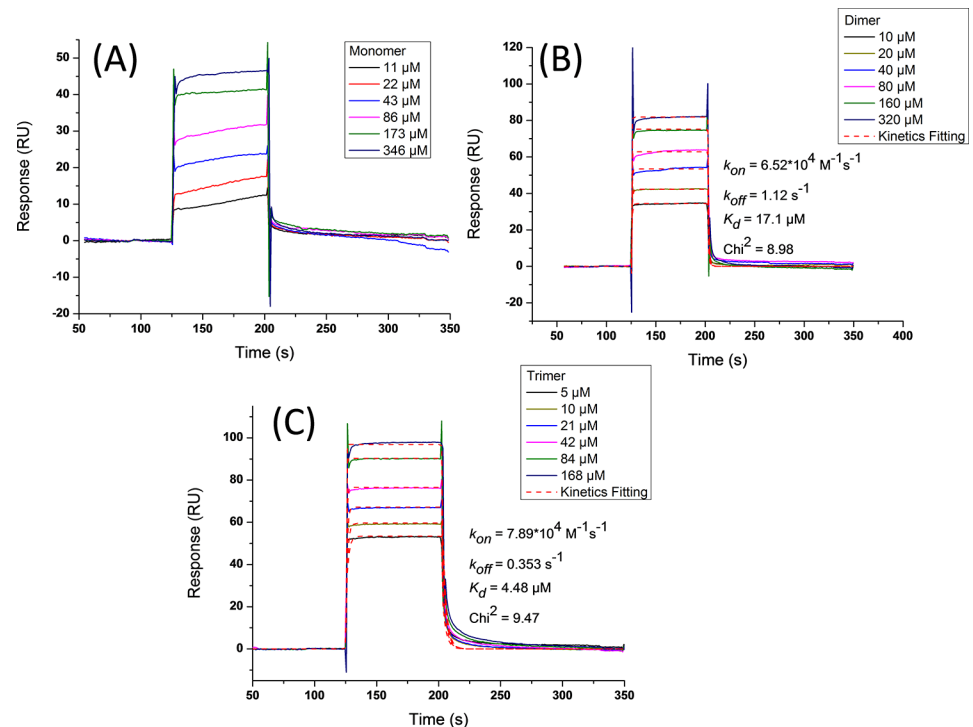 (A)
Monomer
11 µM
22 µM
43 µM
86 µM
173 µM
346 µM
Response (RU)
50
40
30
20
10
0
-10
-20
50 100 150 200 250 300 350
Time (s)
(B)
Dimer
10 µM
20 µM
40 µM
80 µM
160 µM
320 µM
Kinetics Fitting
Response (RU)
120
100
80
60
40
20
0
-20
50 100 150 200 250 300 350 400
Time (s)
kon = 6.52*10^4 M^-1s^-1
koff = 1.12 s^-1
Kd = 17.1 µM
Chi^2 = 8.98
(C)
Trimer
5 µM
10 µM
21 µM
42 µM
84 µM
168 µM
Kinetics Fitting
Response (RU)
100
80
60
40
20
0
50 100 150 200 250 300 350
Time (s)
kon = 7.89*10^4 M^-1s^-1
koff = 0.353 s^-1
Kd = 4.48 µM
Chi^2 = 9.47